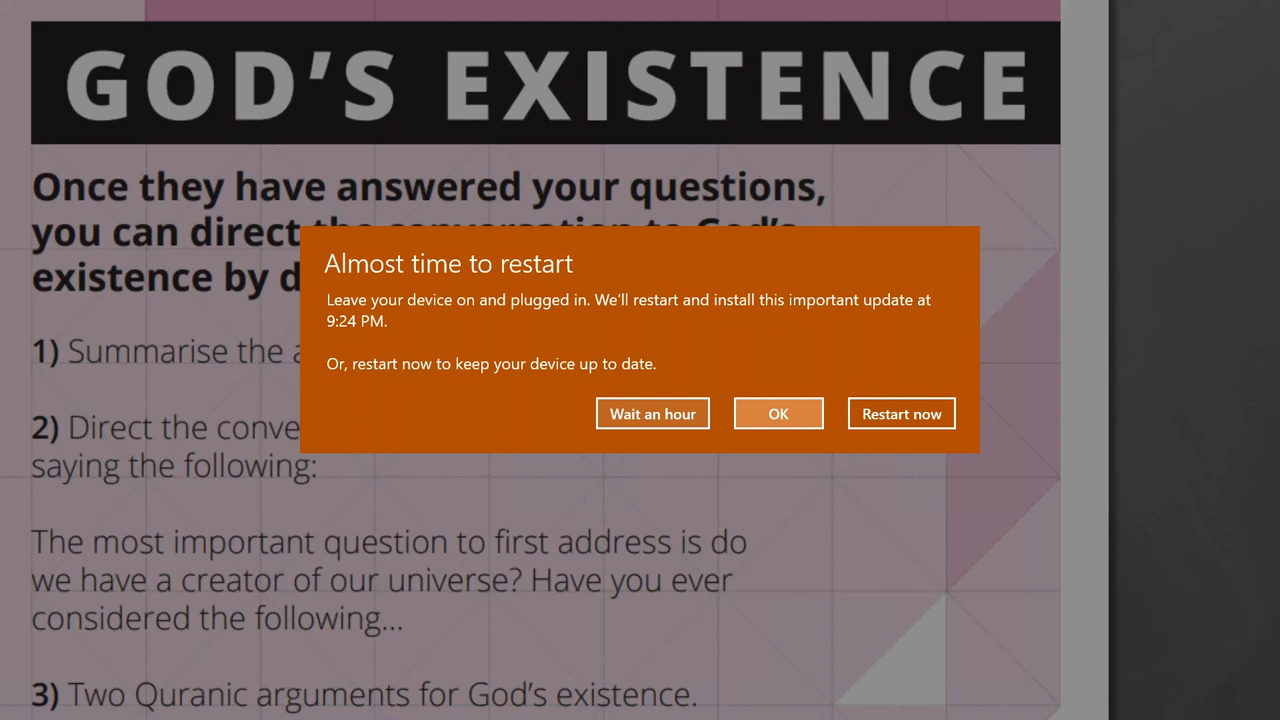 GOD'S EXISTENCE
Once they have answered your questions,
you can direct
existence by d
Almost time to restart
Leave your device on and plugged in. We'll restart and install this important update at
9:24 PM.
Or, restart now to keep your device up to date.
Wait an hour
OK
Restart now
1) Summarise the a
2) Direct the conve
saying the following:
The most important question to first address is do
we have a creator of our universe? Have you ever
considered the following...
3) Two Quranic arguments for God's existence.